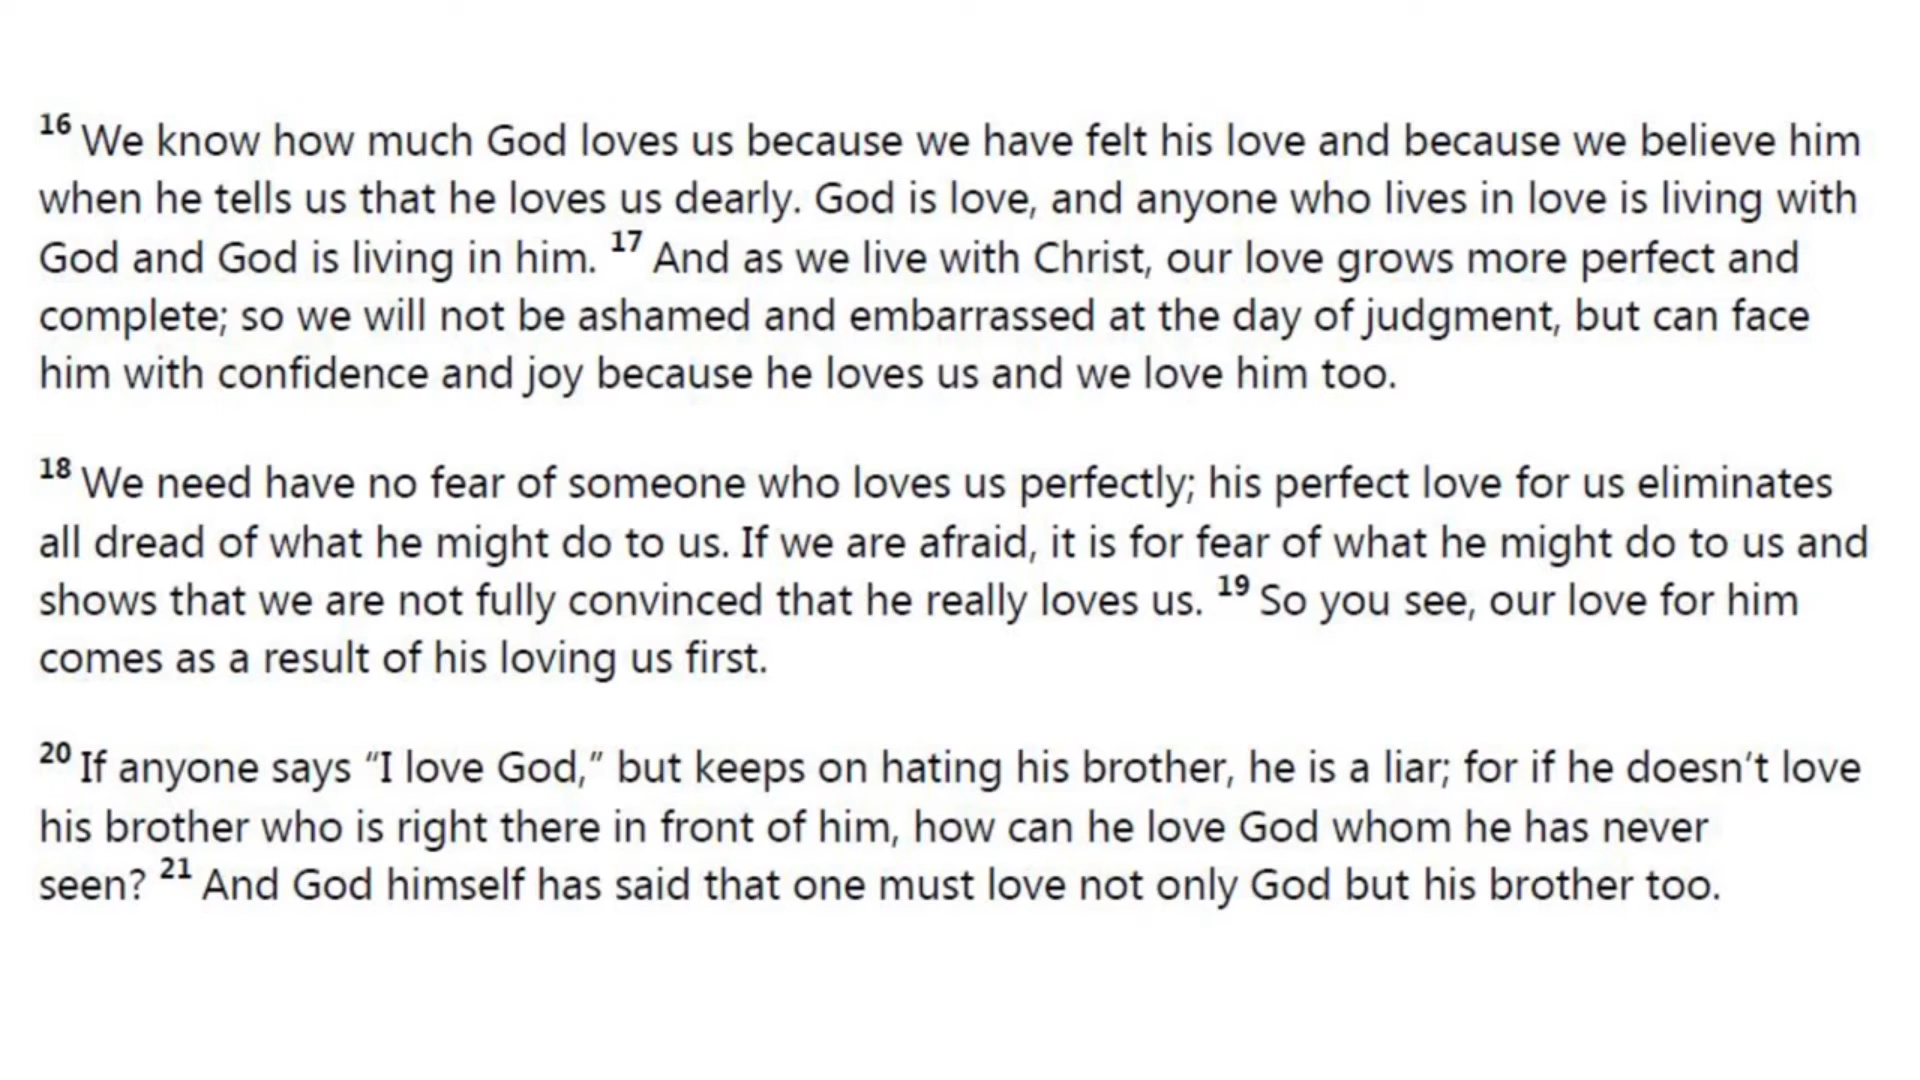 16 We know how much God loves us because we have felt his love and because we believe him
when he tells us that he loves us dearly. God is love, and anyone who lives in love is living with
God and God is living in him. 17 And as we live with Christ, our love grows more perfect and
complete; so we will not be ashamed and embarrassed at the day of judgment, but can face
him with confidence and joy because he loves us and we love him too.
18 We need have no fear of someone who loves us perfectly; his perfect love for us eliminates
all dread of what he might do to us. If we are afraid, it is for fear of what he might do to us and
shows that we are not fully convinced that he really loves us. 19 So you see, our love for him
comes as a result of his loving us first.
20 If anyone says “I love God,” but keeps on hating his brother, he is a liar; for if he doesn’t love
his brother who is right there in front of him, how can he love God whom he has never
seen? 21 And God himself has said that one must love not only God but his brother too.